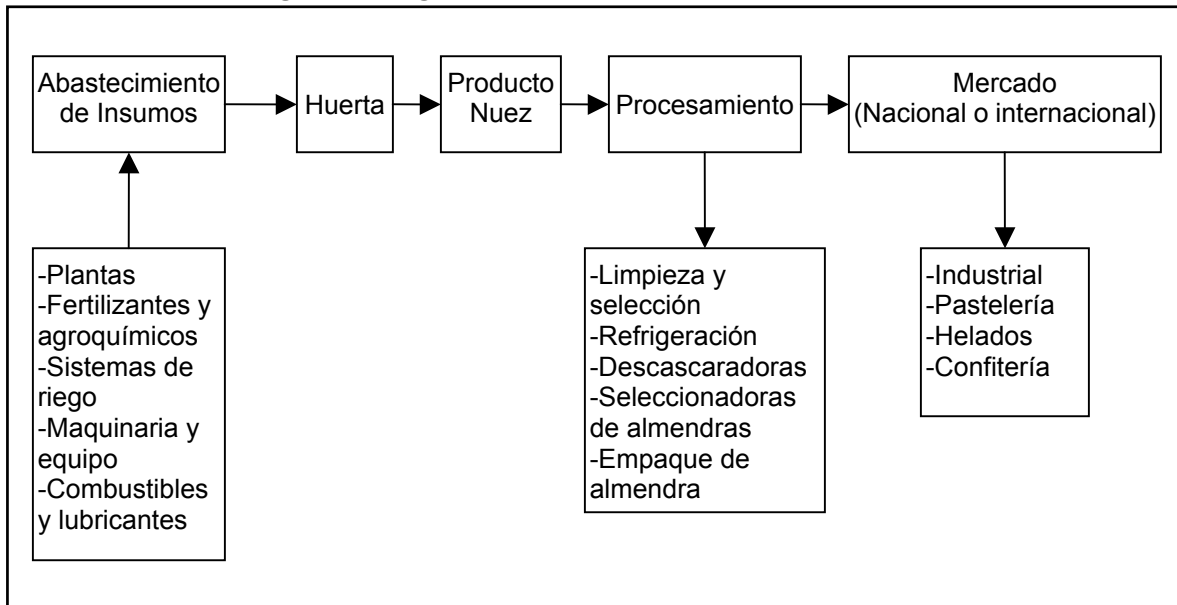 Abastecimiento
de Insumos
Huerta
Producto
Nuez
Procesamiento
Mercado
(Nacional o internacional)
-Plantas
-Fertilizantes y
agroquímicos
-Sistemas de
riego
-Maquinaria y
equipo
-Combustibles
y lubricantes
-Limpieza y
selección
-Refrigeración
-Descascaradoras
-Seleccionadoras
de almendras
-Empaque de
almendra
-Industrial
-Pastelería
-Helados
-Confitería